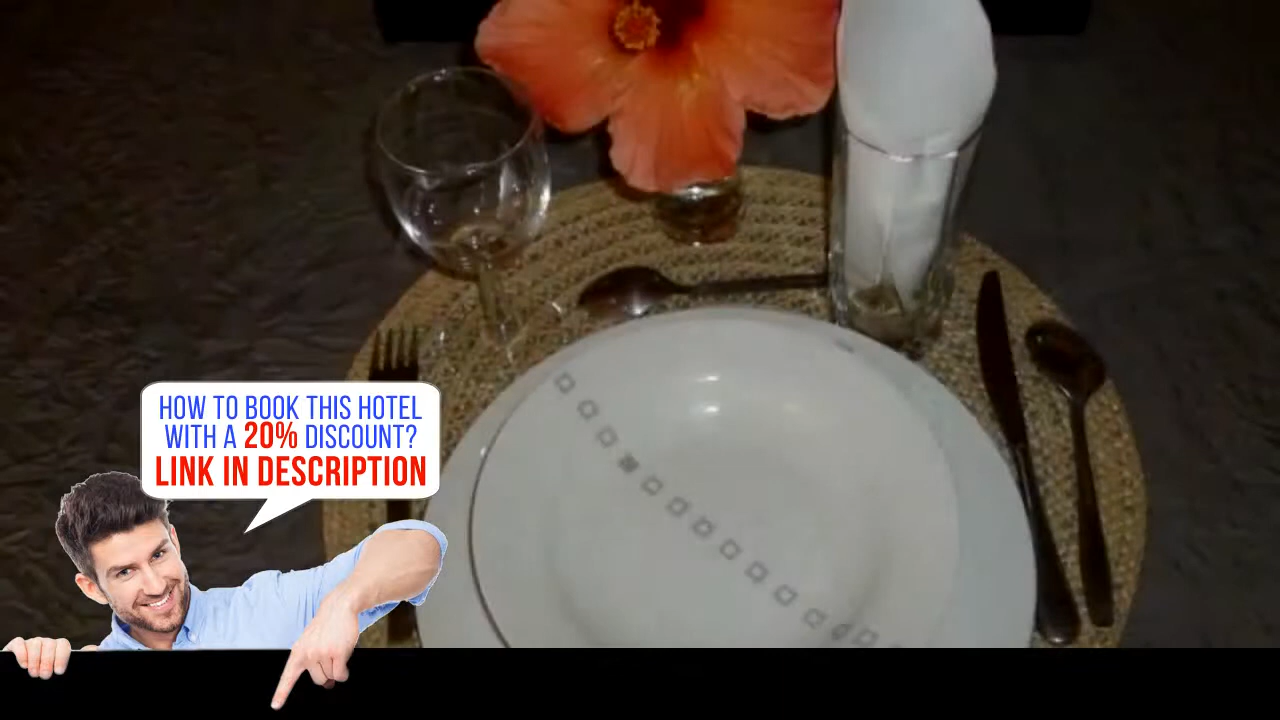 HOW TO BOOK THIS HOTEL
WITH A 20% DISCOUNT?
LINK IN DESCRIPTION